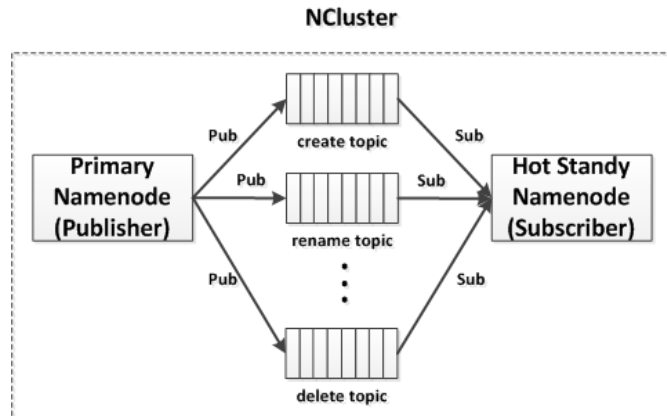 NCluster
Primary
Namenode
(Publisher)
Pub
Pub
Pub
create topic
rename topic
delete topic
Sub
Sub
Sub
Hot Standy
Namenode
(Subscriber)